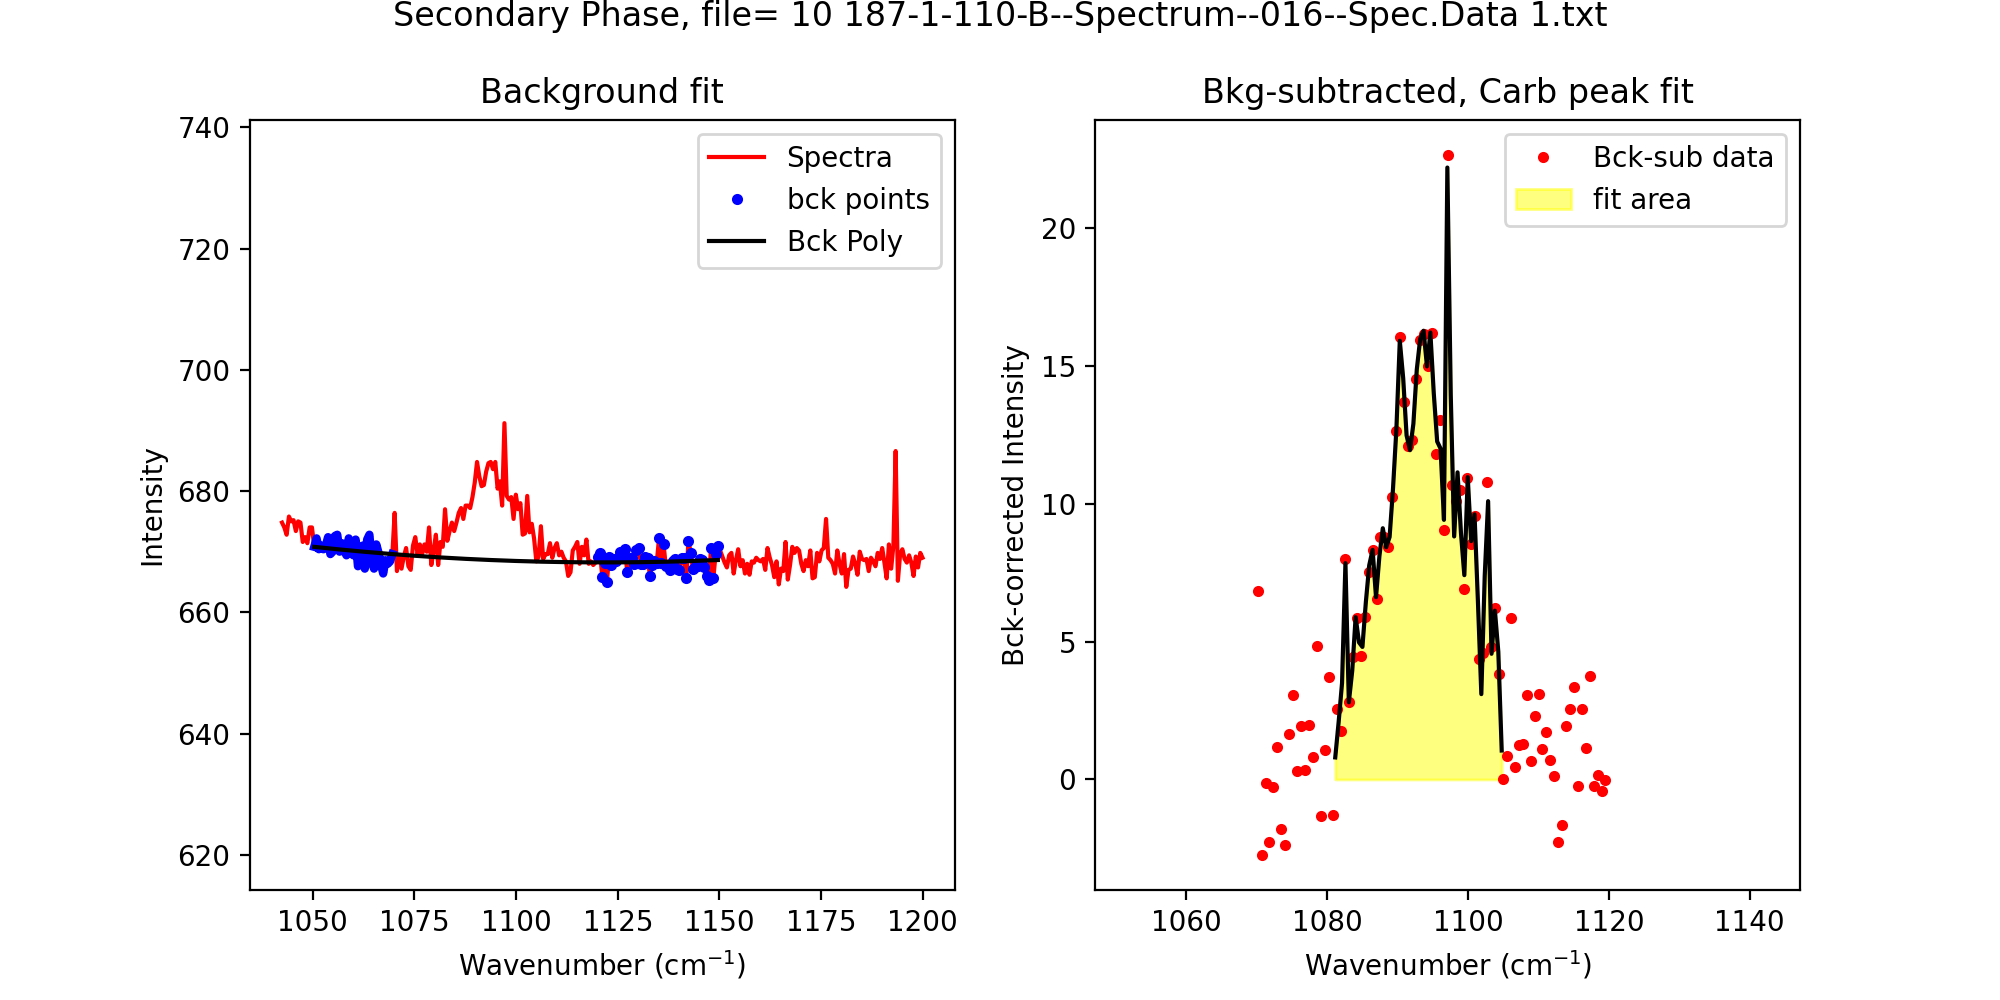 Secondary Phase, file= 10 187-1-110-B--Spectrum--016--Spec.Data 1.txt
Background fit
740
720
700
680
660
640
620
Intensity
Spectra
bck points
Bck Poly
1050 1075 1100 1125 1150 1175 1200
Wavenumber (cm⁻¹)
Bkg-subtracted, Carb peak fit
20
15
10
5
0
Bck-corrected Intensity
Bck-sub data
fit area
1060 1080 1100 1120 1140
Wavenumber (cm⁻¹)